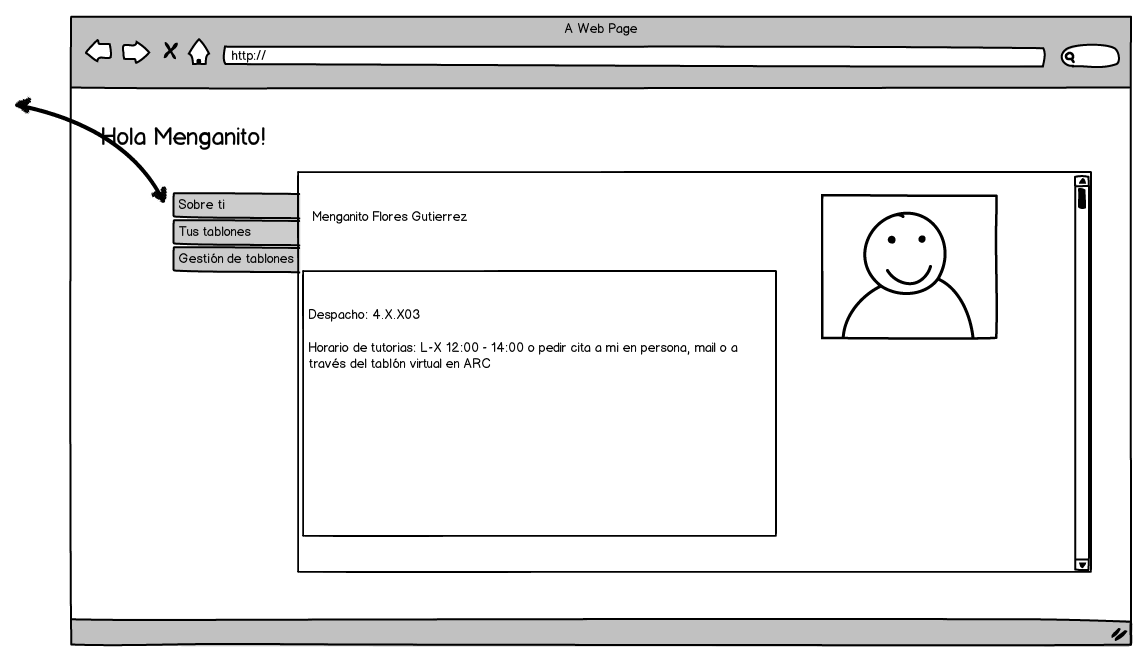 A Web Page
http://
Hola Menganito!
Sobre ti
Tus tablones
Gestión de tablones
Menganito Flores Gutierrez
Despacho: 4.X.X03
Horario de tutorias: L-X 12:00 - 14:00 o pedir cita a mi en persona, mail o a
través del tablón virtual en ARC